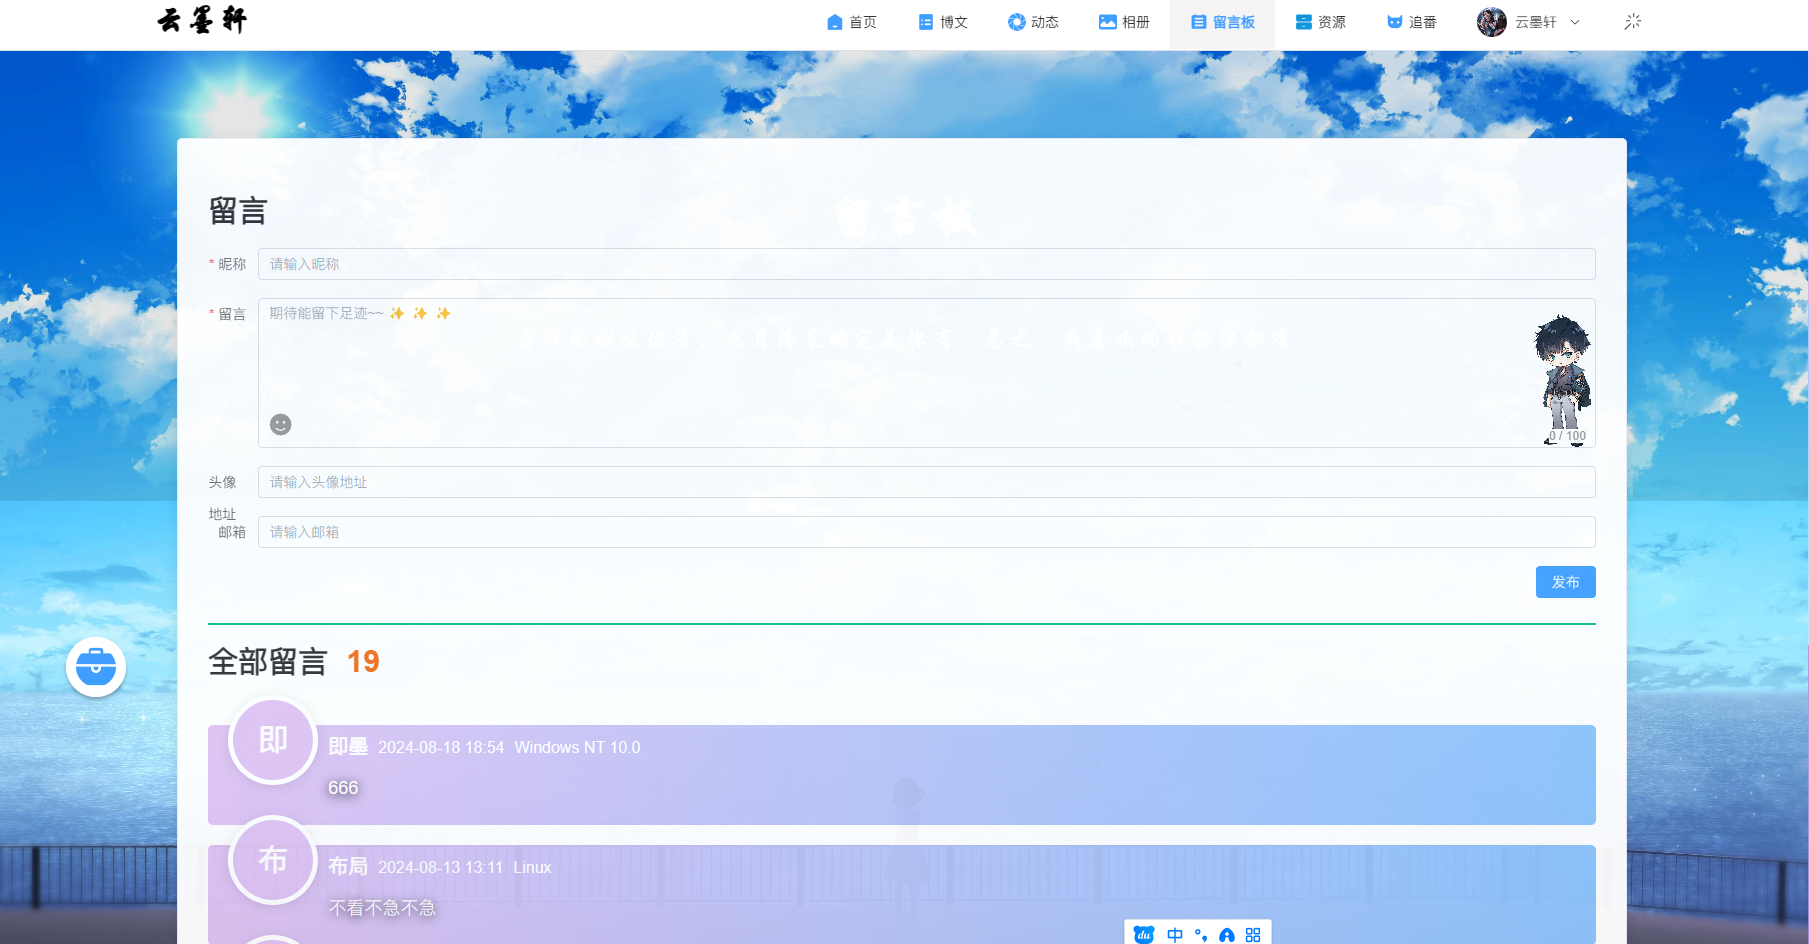 云墨轩
首页 博文 动态 相册 留言板 资源 追番 云墨轩
留言板
留言
* 昵称 请输入昵称
* 留言 期待能留下足迹~~ ✨ ✨ ✨
0 / 100
头像地址 请输入头像地址
邮箱 请输入邮箱
发布
全部留言 19
即
即墨 2024-08-18 18:54 Windows NT 10.0
666
布
布局 2024-08-13 13:11 Linux
不看不急不急
du 中